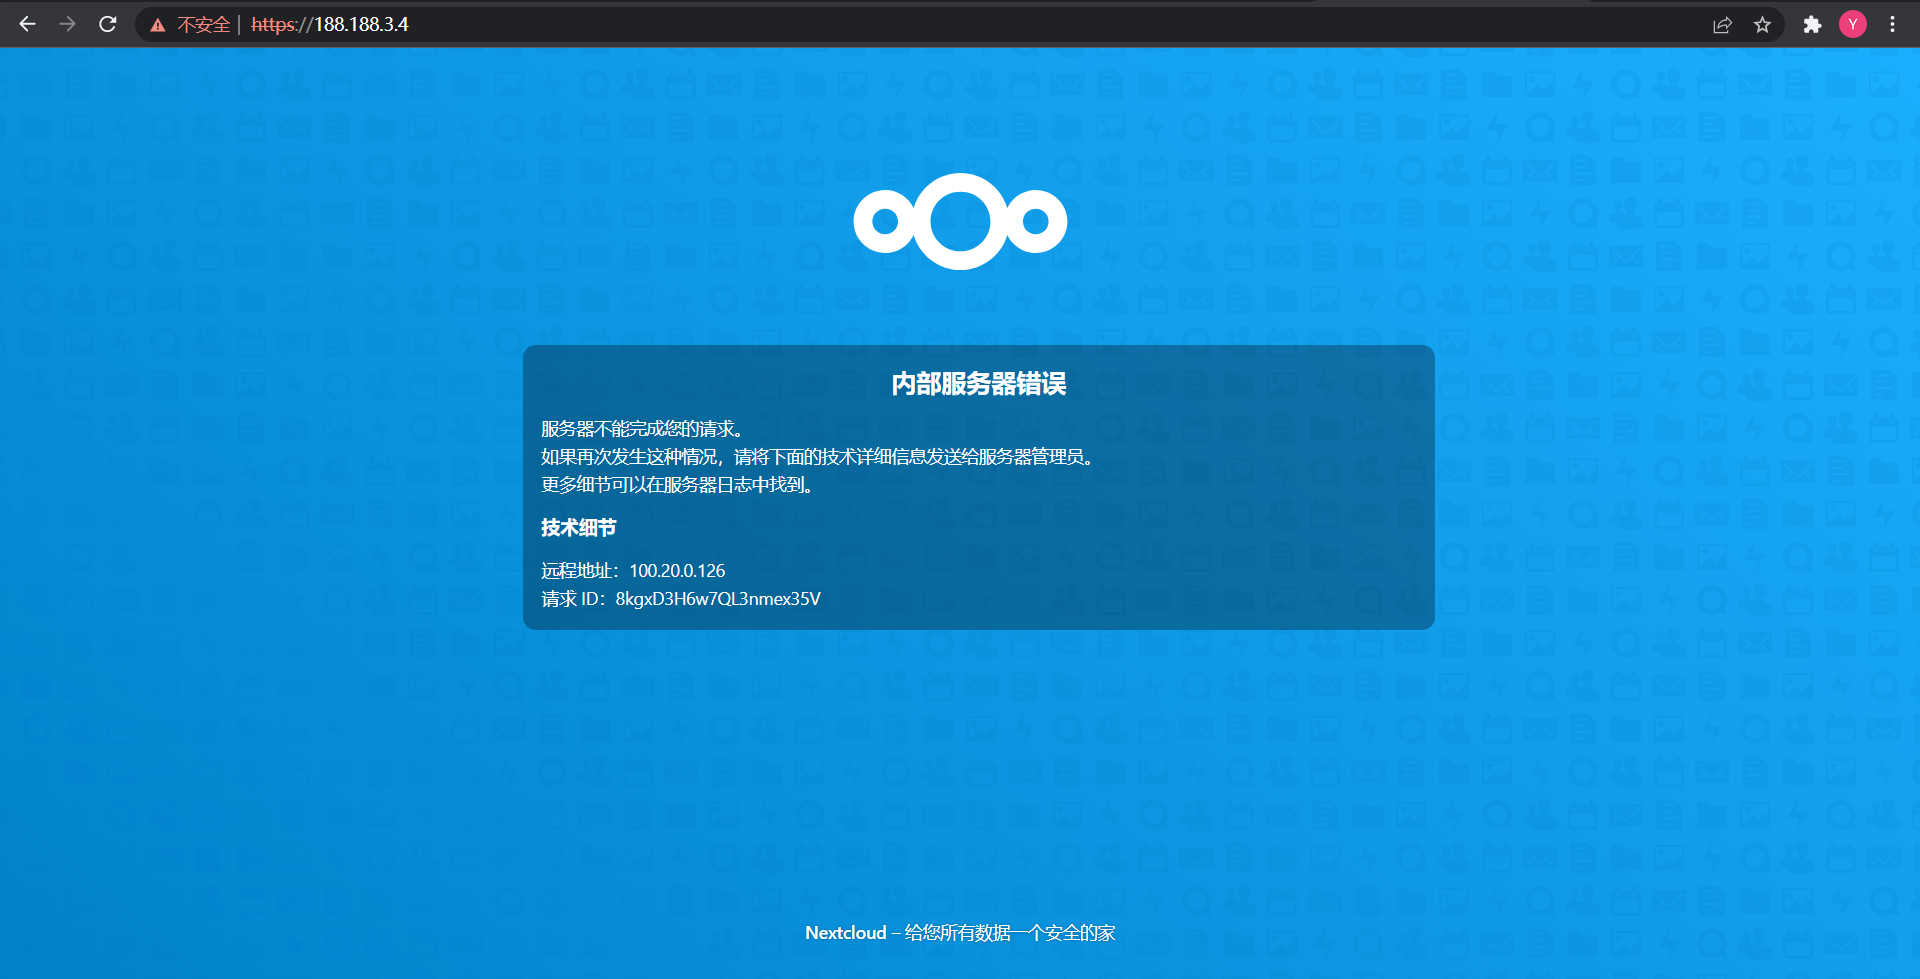 不安全 | https://188.188.3.4
Y
内部服务器错误
服务器不能完成您的请求。
如果再次发生这种情况，请将下面的技术详细信息发送给服务器管理员。
更多细节可以在服务器日志中找到。
技术细节
远程地址：100.20.0.126
请求 ID：8kgxD3H6w7QL3nmex35V
Nextcloud – 给您所有数据一个安全的家